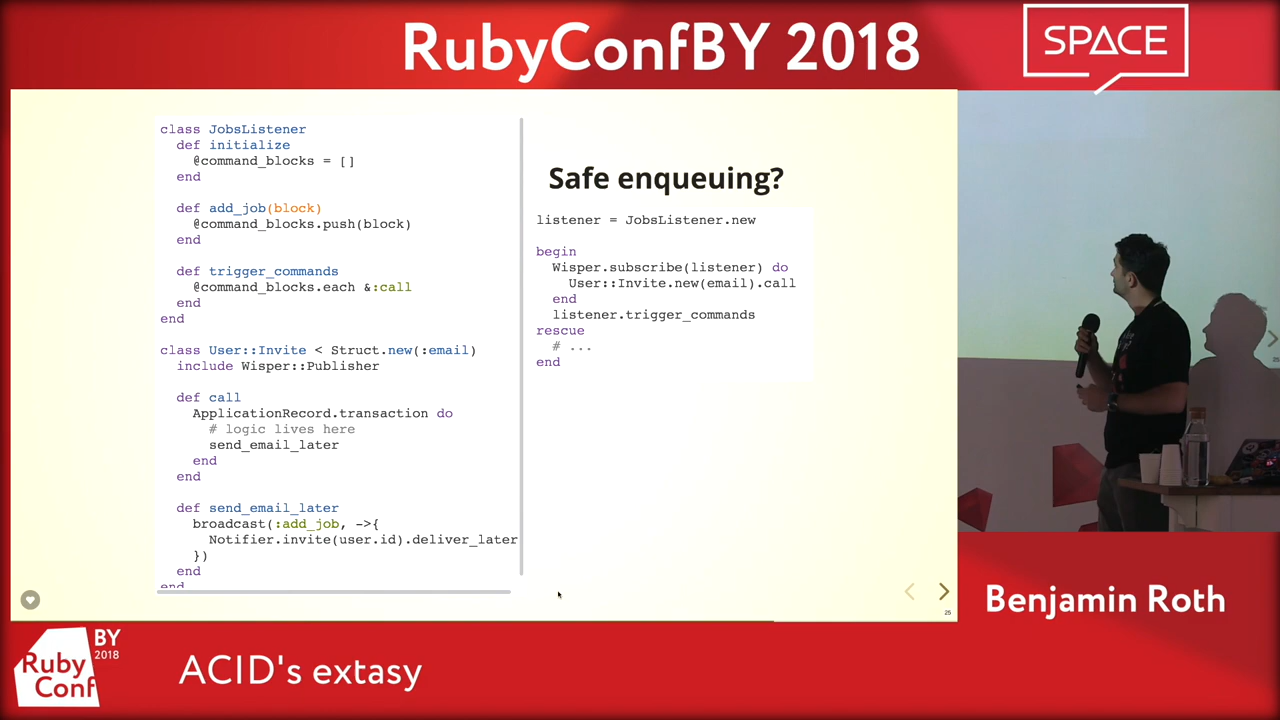 RubyConfBY 2018
SPACE
class JobsListener
  def initialize
    @command_blocks = []
  end

  def add_job(block)
    @command_blocks.push(block)
  end

  def trigger_commands
    @command_blocks.each &:call
  end
end

class User::Invite < Struct.new(:email)
  include Wisper::Publisher

  def call
    ApplicationRecord.transaction do
      # logic lives here
      send_email_later
    end
  end

  def send_email_later
    broadcast(:add_job, ->{
      Notifier.invite(user.id).deliver_later
    })
  end
end
Safe enqueuing?
listener = JobsListener.new

begin
  Wisper.subscribe(listener) do
    User::Invite.new(email).call
  end
  listener.trigger_commands
rescue
  # ...
end
25
25
Benjamin Roth
Ruby
Conf
BY
2018
ACID's extasy